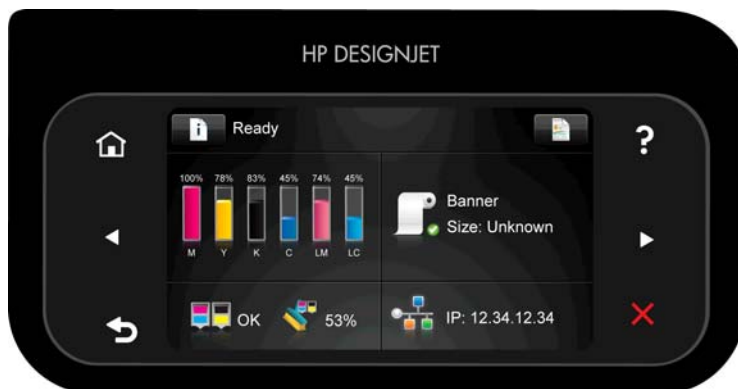 HP DESIGNJET
i Ready
?
100% 78% 83% 45% 74% 45%
M Y K C LM LC
Banner
Size: Unknown
OK
53%
IP: 12.34.12.34